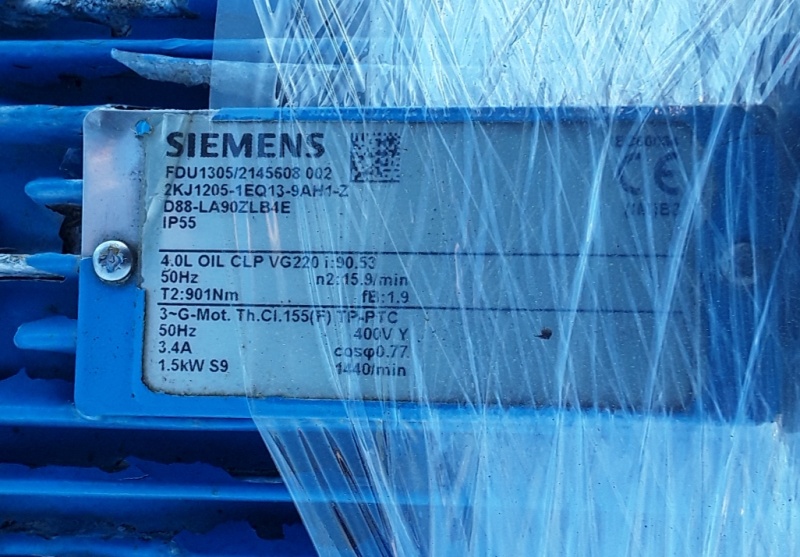 SIEMENS
FDU1305/2145608 002
2KJ1205-1EQ13-9AH1-Z
D88-LA90ZLB4E
IP55
CE
4.0L OIL CLP VG220 i:90.53
50Hz n2:15.9/min
T2:901Nm fB:1.9
3~G-Mot. Th.Cl.155(F) TP-PTC
50Hz 400V Y
3.4A cosφ0.77
1.5kW S9 1440/min